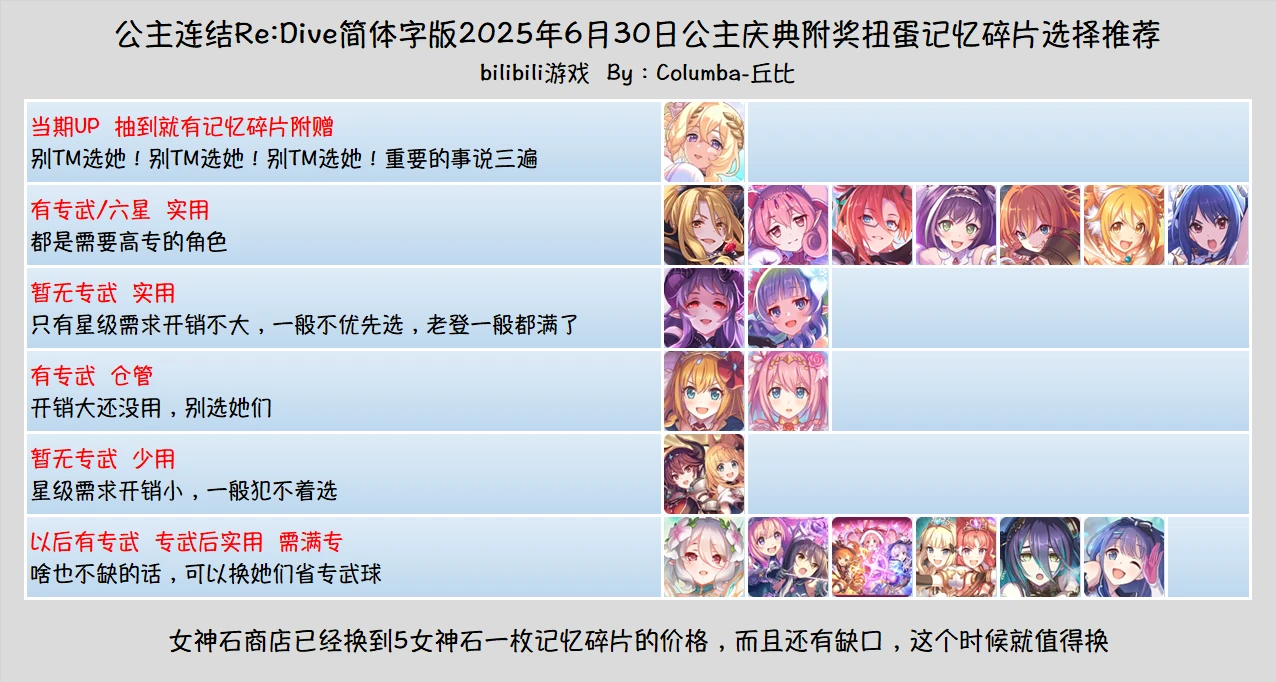 公主连结Re:Dive简体字版2025年6月30日公主庆典附奖扭蛋记忆碎片选择推荐
bilibili游戏 By：Columba-丘比
当期UP 抽到就有记忆碎片附赠
别TM选她！别TM选她！别TM选她！重要的事说三遍
有专武/六星 实用
都是需要高专的角色
暂无专武 实用
只有星级需求开销不大，一般不优先选，老登一般都满了
有专武 仓管
开销大还没用，别选她们
暂无专武 少用
星级需求开销小，一般犯不着选
以后有专武 专武后实用 需满专
啥也不缺的话，可以换她们省专武球
女神石商店已经换到5女神石一枚记忆碎片的价格，而且还有缺口，这个时候就值得换